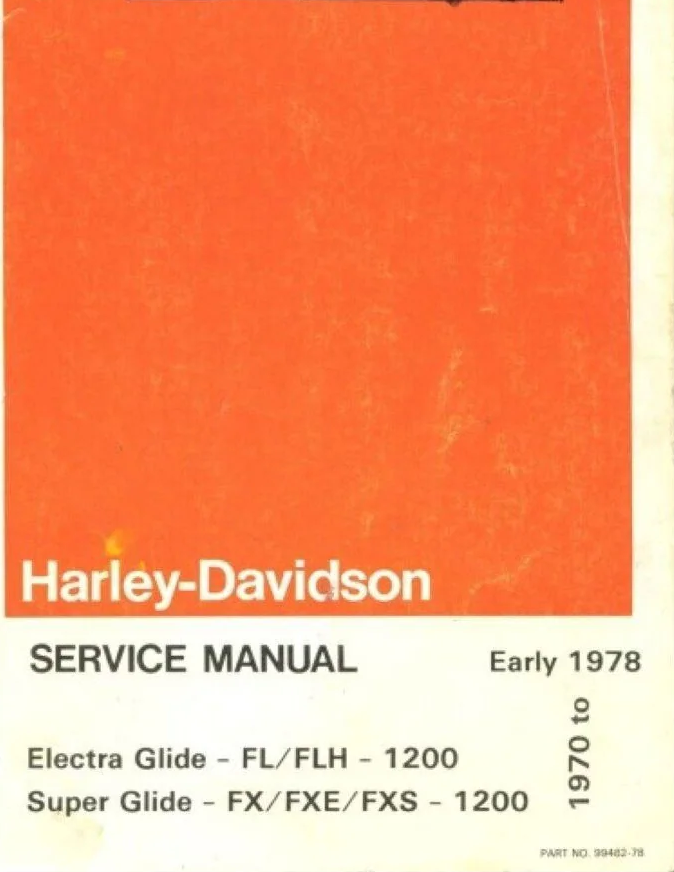 Harley-Davidson
SERVICE MANUAL
Early 1978
1970 to
Electra Glide - FL/FLH - 1200
Super Glide - FX/FXE/FXS - 1200
PART NO. 99482-78